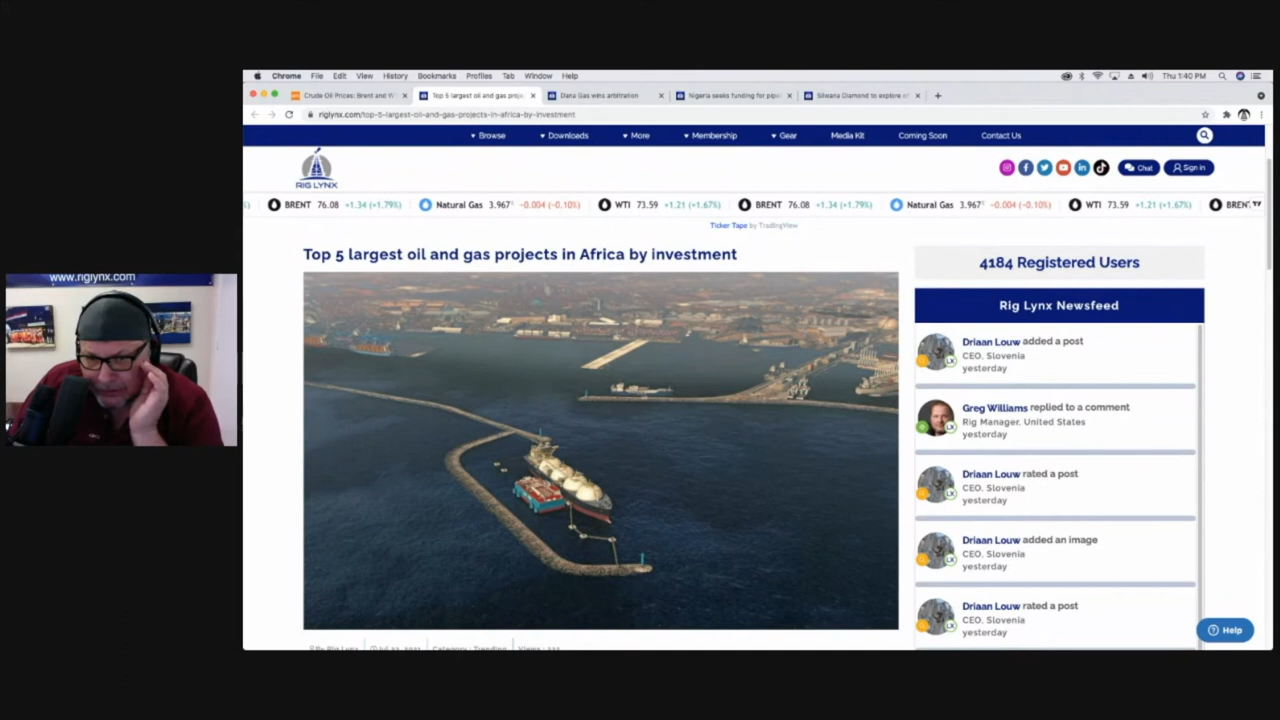 Chrome File Edit View History Bookmarks Profiles Tab Window Help Thu 1:40 PM
Crude Oil Prices: Brent and W Top 5 largest oil and gas proje Dana Gas wins arbitration Nigeria seeks funding for pipe Silwana Diamond to explore of
riglynx.com/top-5-largest-oil-and-gas-projects-in-africa-by-investment
Browse Downloads More Membership Gear Media Kit Coming Soon Contact Us
RIG LYNX
Chat Sign in
BRENT 76.08 +1.34 (+1.79%) Natural Gas 3.967 -0.004 (-0.10%) WTI 73.59 +1.21 (+1.67%) BRENT 76.08 +1.34 (+1.79%) Natural Gas 3.967 -0.004 (-0.10%) WTI 73.59 +1.21 (+1.67%)
Ticker Tape by TradingView
Top 5 largest oil and gas projects in Africa by investment
4184 Registered Users
Rig Lynx Newsfeed
Driaan Louw added a post
CEO, Slovenia
yesterday
Greg Williams replied to a comment
Rig Manager, United States
yesterday
Driaan Louw rated a post
CEO, Slovenia
yesterday
Driaan Louw added an image
CEO, Slovenia
yesterday
Driaan Louw rated a post
CEO, Slovenia
yesterday
Help
www.riglynx.com